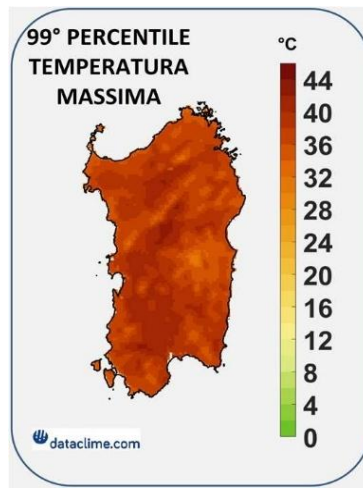 99° PERCENTILE
TEMPERATURA
MASSIMA
°C
44
40
36
32
28
24
20
16
12
8
4
0
dataclime.com